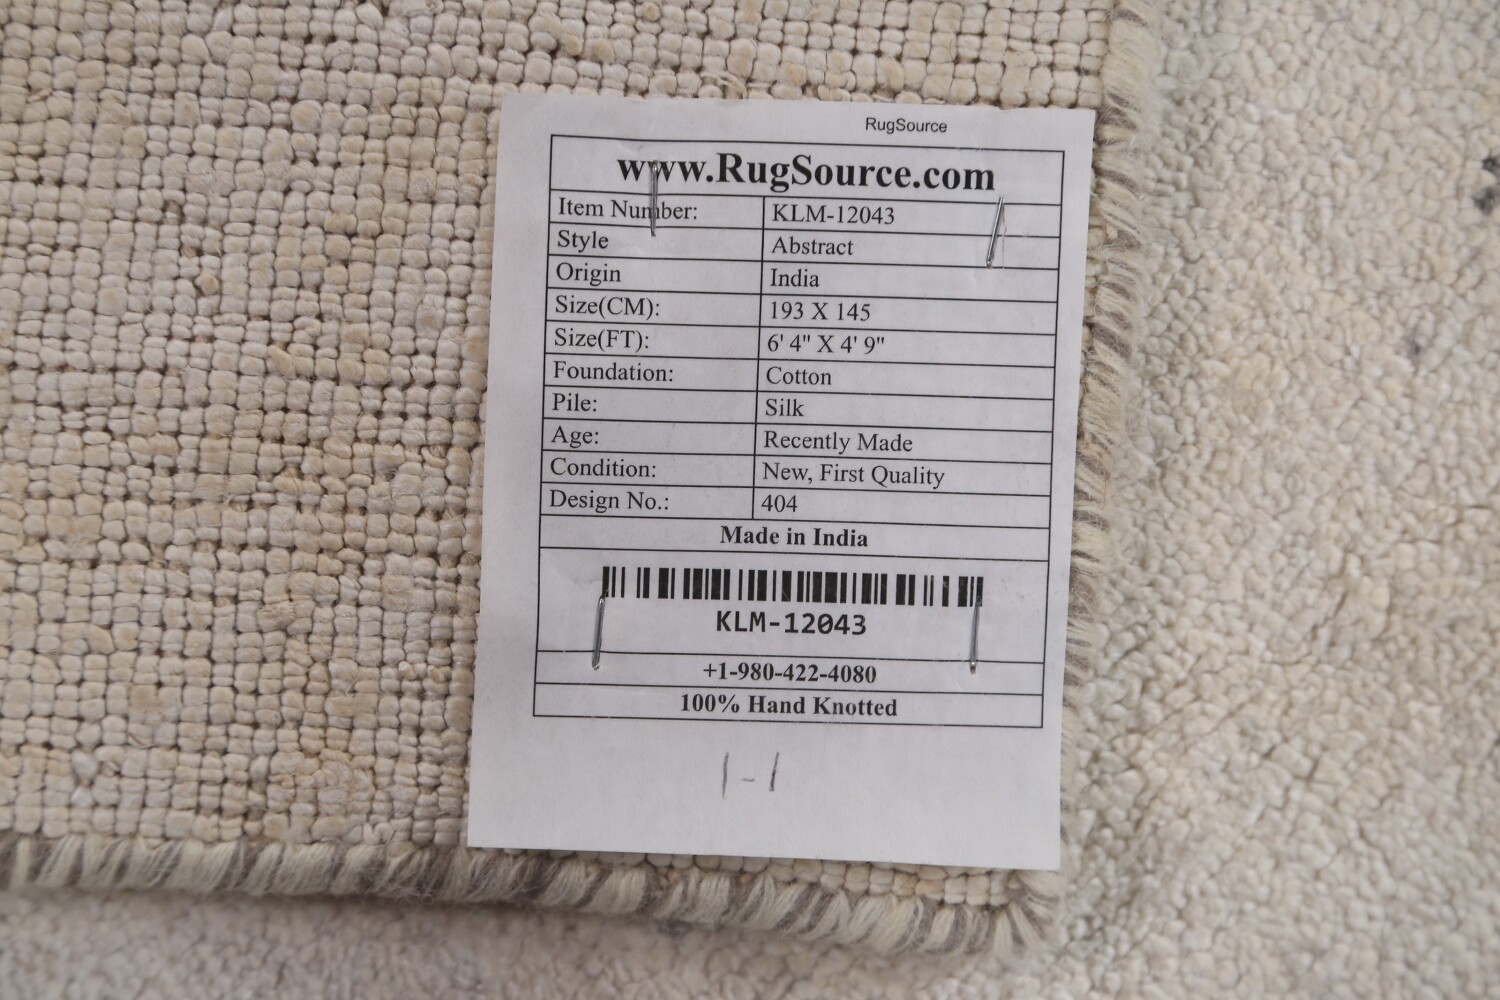 RugSource
www.RugSource.com
Item Number: KLM-12043
Style Abstract
Origin India
Size(CM): 193 X 145
Size(FT): 6' 4" X 4' 9"
Foundation: Cotton
Pile: Silk
Age: Recently Made
Condition: New, First Quality
Design No.: 404
Made in India
KLM-12043
+1-980-422-4080
100% Hand Knotted
1-1